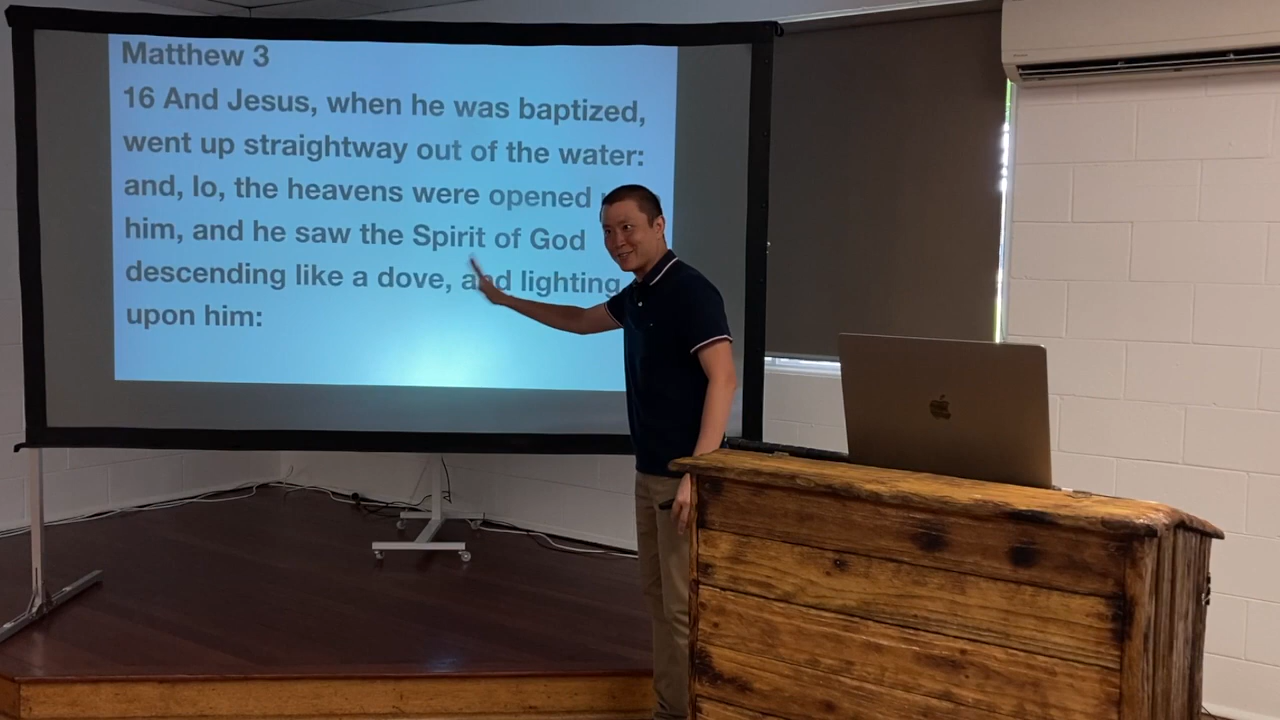 Matthew 3
16 And Jesus, when he was baptized,
went up straightway out of the water:
and, lo, the heavens were opened
him, and he saw the Spirit of God
descending like a dove, and lighting
upon him: